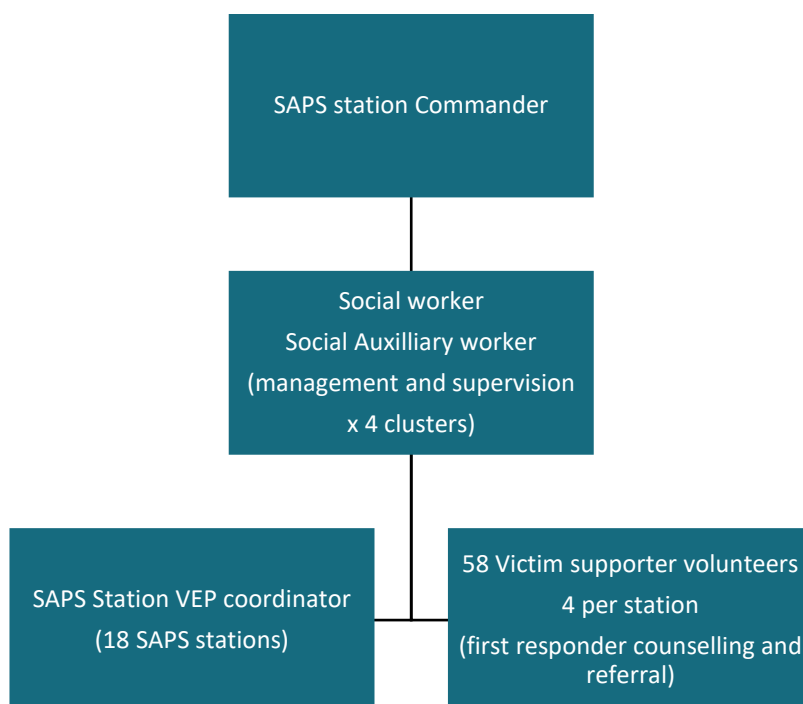 SAPS station Commander
Social worker
Social Auxilliary worker
(management and supervision
x 4 clusters)
SAPS Station VEP coordinator
(18 SAPS stations)
58 Victim supporter volunteers
4 per station
(first responder counselling and
referral)